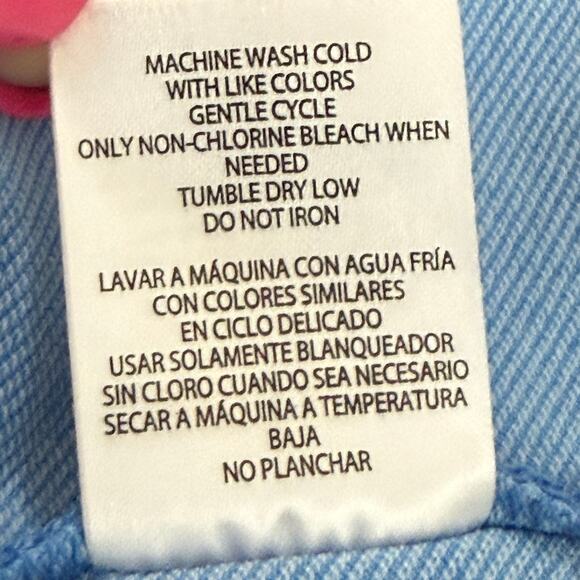 MACHINE WASH COLD
WITH LIKE COLORS
GENTLE CYCLE
ONLY NON-CHLORINE BLEACH WHEN
NEEDED
TUMBLE DRY LOW
DO NOT IRON
LAVAR A MÁQUINA CON AGUA FRÍA
CON COLORES SIMILARES
EN CICLO DELICADO
USAR SOLAMENTE BLANQUEADOR
SIN CLORO CUANDO SEA NECESARIO
SECAR A MÁQUINA A TEMPERATURA
BAJA
NO PLANCHAR